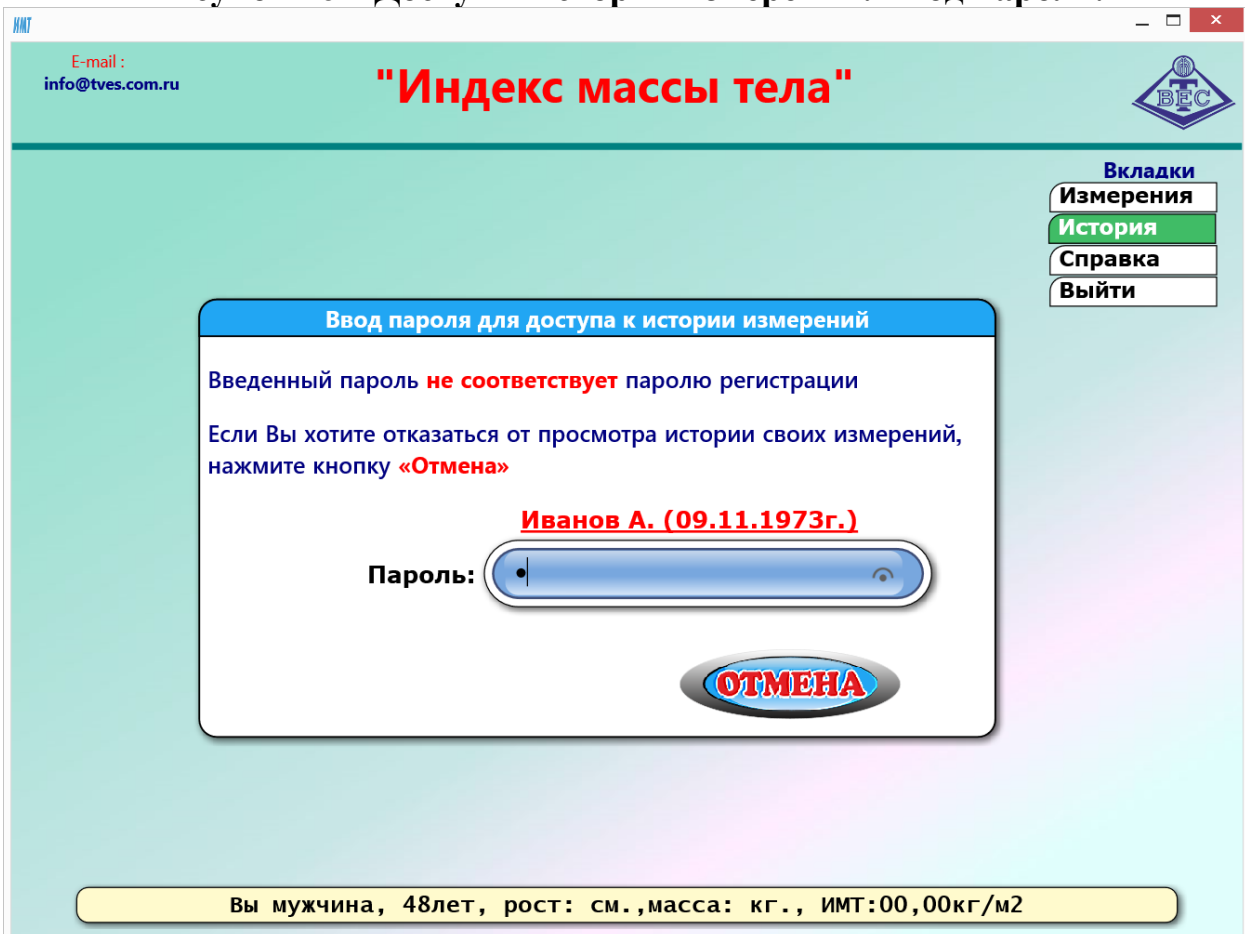 ИМТ
E-mail :
info@tves.com.ru
"Индекс массы тела"
Т
ВЕС
Вкладки
Измерения
История
Справка
Выйти
Ввод пароля для доступа к истории измерений
Введенный пароль не соответствует паролю регистрации
Если Вы хотите отказаться от просмотра истории своих измерений,
нажмите кнопку «Отмена»
Иванов А. (09.11.1973г.)
Пароль:
ОТМЕНА
Вы мужчина, 48лет, рост: см.,масса: кг., ИМТ:00,00кг/м2